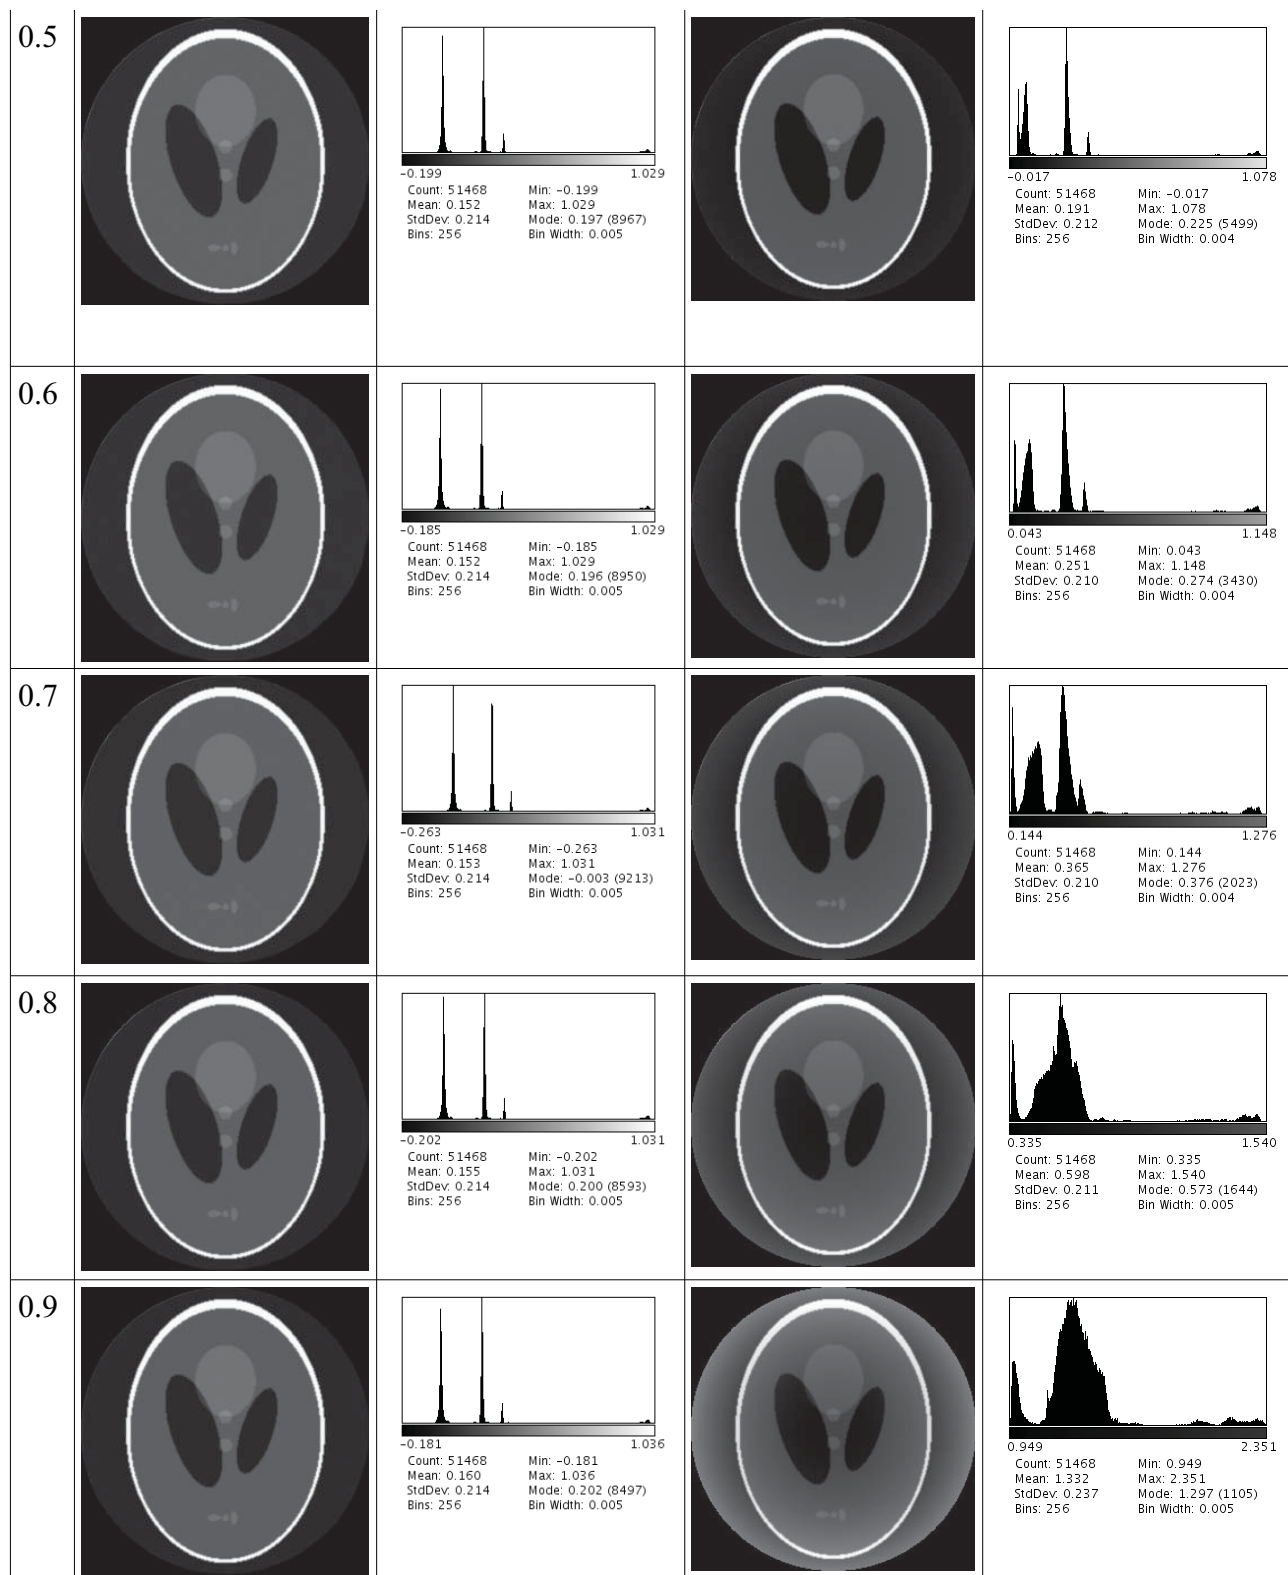 0.5
-0.199 1.029
Count: 51468 Min: -0.199
Mean: 0.152 Max: 1.029
StdDev: 0.214 Mode: 0.197 (8967)
Bins: 256 Bin Width: 0.005
-0.017 1.078
Count: 51468 Min: -0.017
Mean: 0.191 Max: 1.078
StdDev: 0.212 Mode: 0.225 (5499)
Bins: 256 Bin Width: 0.004
0.6
-0.185 1.029
Count: 51468 Min: -0.185
Mean: 0.152 Max: 1.029
StdDev: 0.214 Mode: 0.196 (8950)
Bins: 256 Bin Width: 0.005
0.043 1.148
Count: 51468 Min: 0.043
Mean: 0.251 Max: 1.148
StdDev: 0.210 Mode: 0.274 (3430)
Bins: 256 Bin Width: 0.004
0.7
-0.263 1.031
Count: 51468 Min: -0.263
Mean: 0.153 Max: 1.031
StdDev: 0.214 Mode: -0.003 (9213)
Bins: 256 Bin Width: 0.005
0.144 1.276
Count: 51468 Min: 0.144
Mean: 0.365 Max: 1.276
StdDev: 0.210 Mode: 0.376 (2023)
Bins: 256 Bin Width: 0.004
0.8
-0.202 1.031
Count: 51468 Min: -0.202
Mean: 0.155 Max: 1.031
StdDev: 0.214 Mode: 0.200 (8593)
Bins: 256 Bin Width: 0.005
0.335 1.540
Count: 51468 Min: 0.335
Mean: 0.598 Max: 1.540
StdDev: 0.211 Mode: 0.573 (1644)
Bins: 256 Bin Width: 0.005
0.9
-0.181 1.036
Count: 51468 Min: -0.181
Mean: 0.160 Max: 1.036
StdDev: 0.214 Mode: 0.202 (8497)
Bins: 256 Bin Width: 0.005
0.949 2.351
Count: 51468 Min: 0.949
Mean: 1.332 Max: 2.351
StdDev: 0.237 Mode: 1.297 (1105)
Bins: 256 Bin Width: 0.005